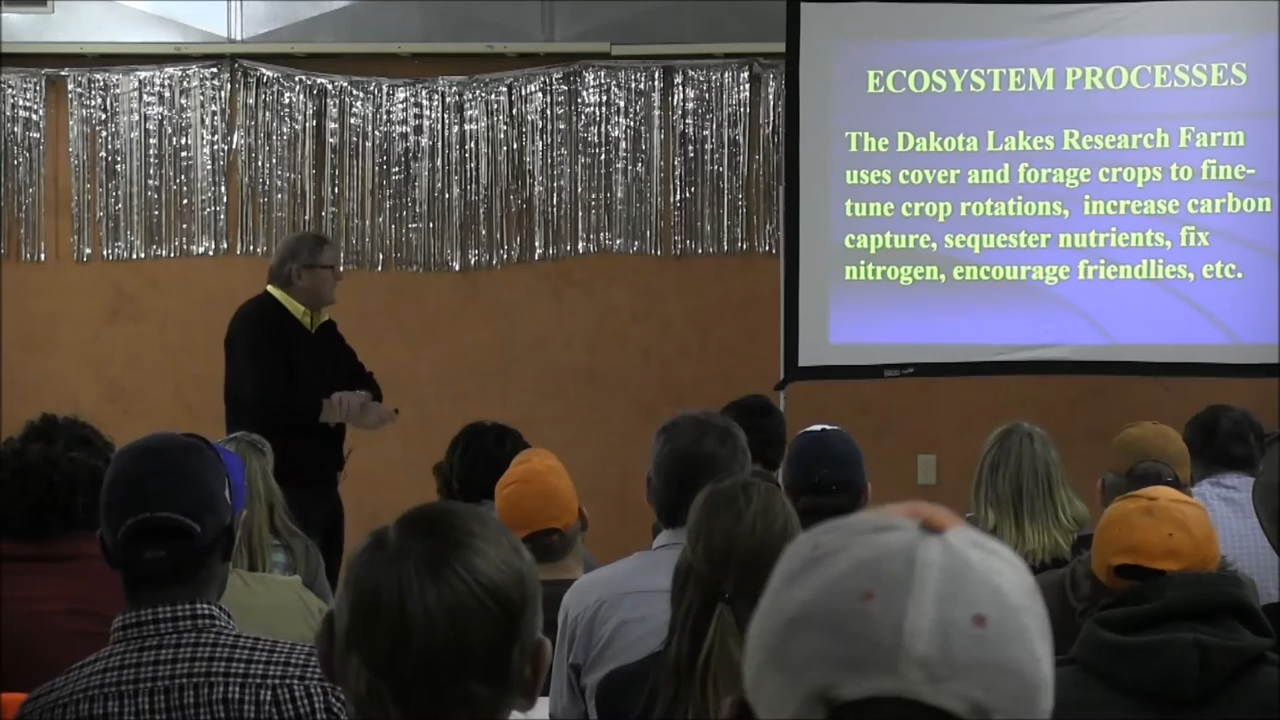 ECOSYSTEM PROCESSES
The Dakota Lakes Research Farm
uses cover and forage crops to fine-
tune crop rotations, increase carbon
capture, sequester nutrients, fix
nitrogen, encourage friendlies, etc.